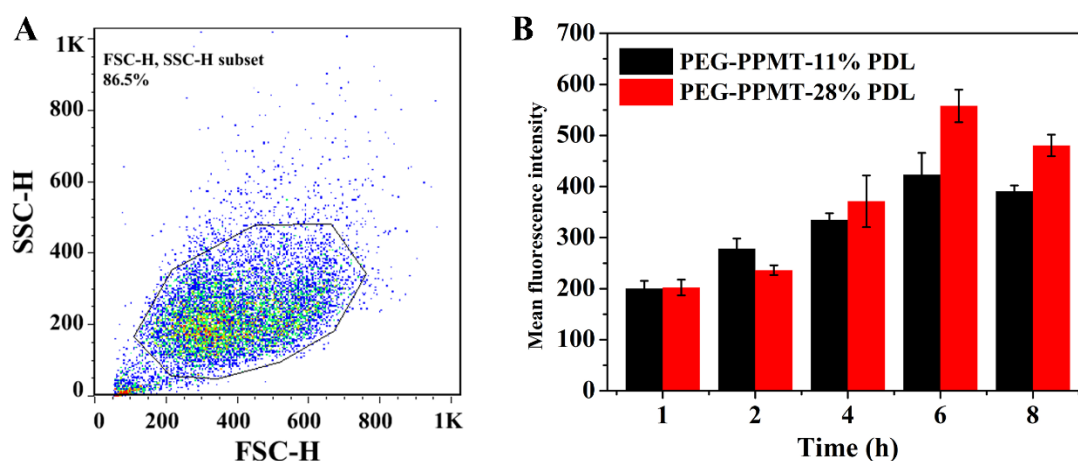 A
1K
800
600
400
200
0
SSC-H
FSC-H, SSC-H subset
86.5%
0 200 400 600 800 1K
FSC-H
B
700
600
500
400
300
200
100
0
Mean fluorescence intensity
PEG-PPMT-11% PDL
PEG-PPMT-28% PDL
1 2 4 6 8
Time (h)